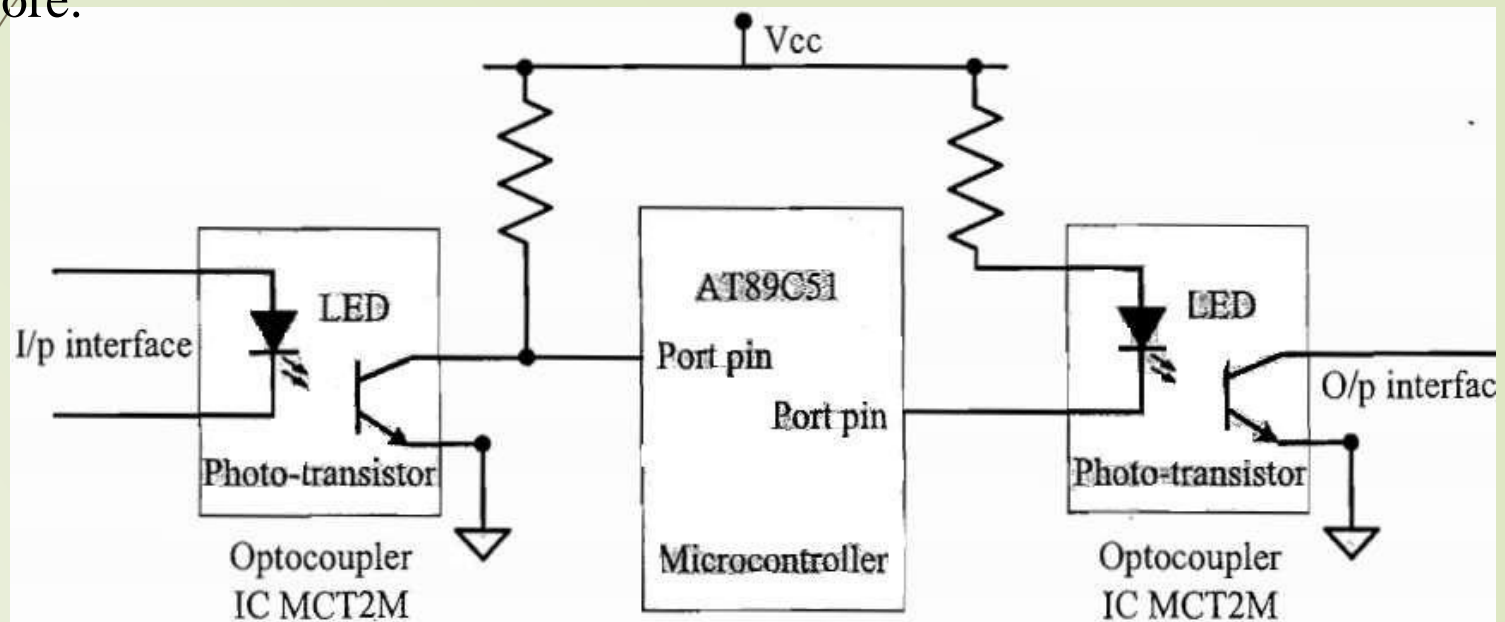 Vcc
LED
AT89C51
LED
I/p interface
Port pin
O/p interfac
Port pin
Photo-transistor
Photo-transistor
Optocoupler
IC MCT2M
Microcontroller
Optocoupler
IC MCT2M